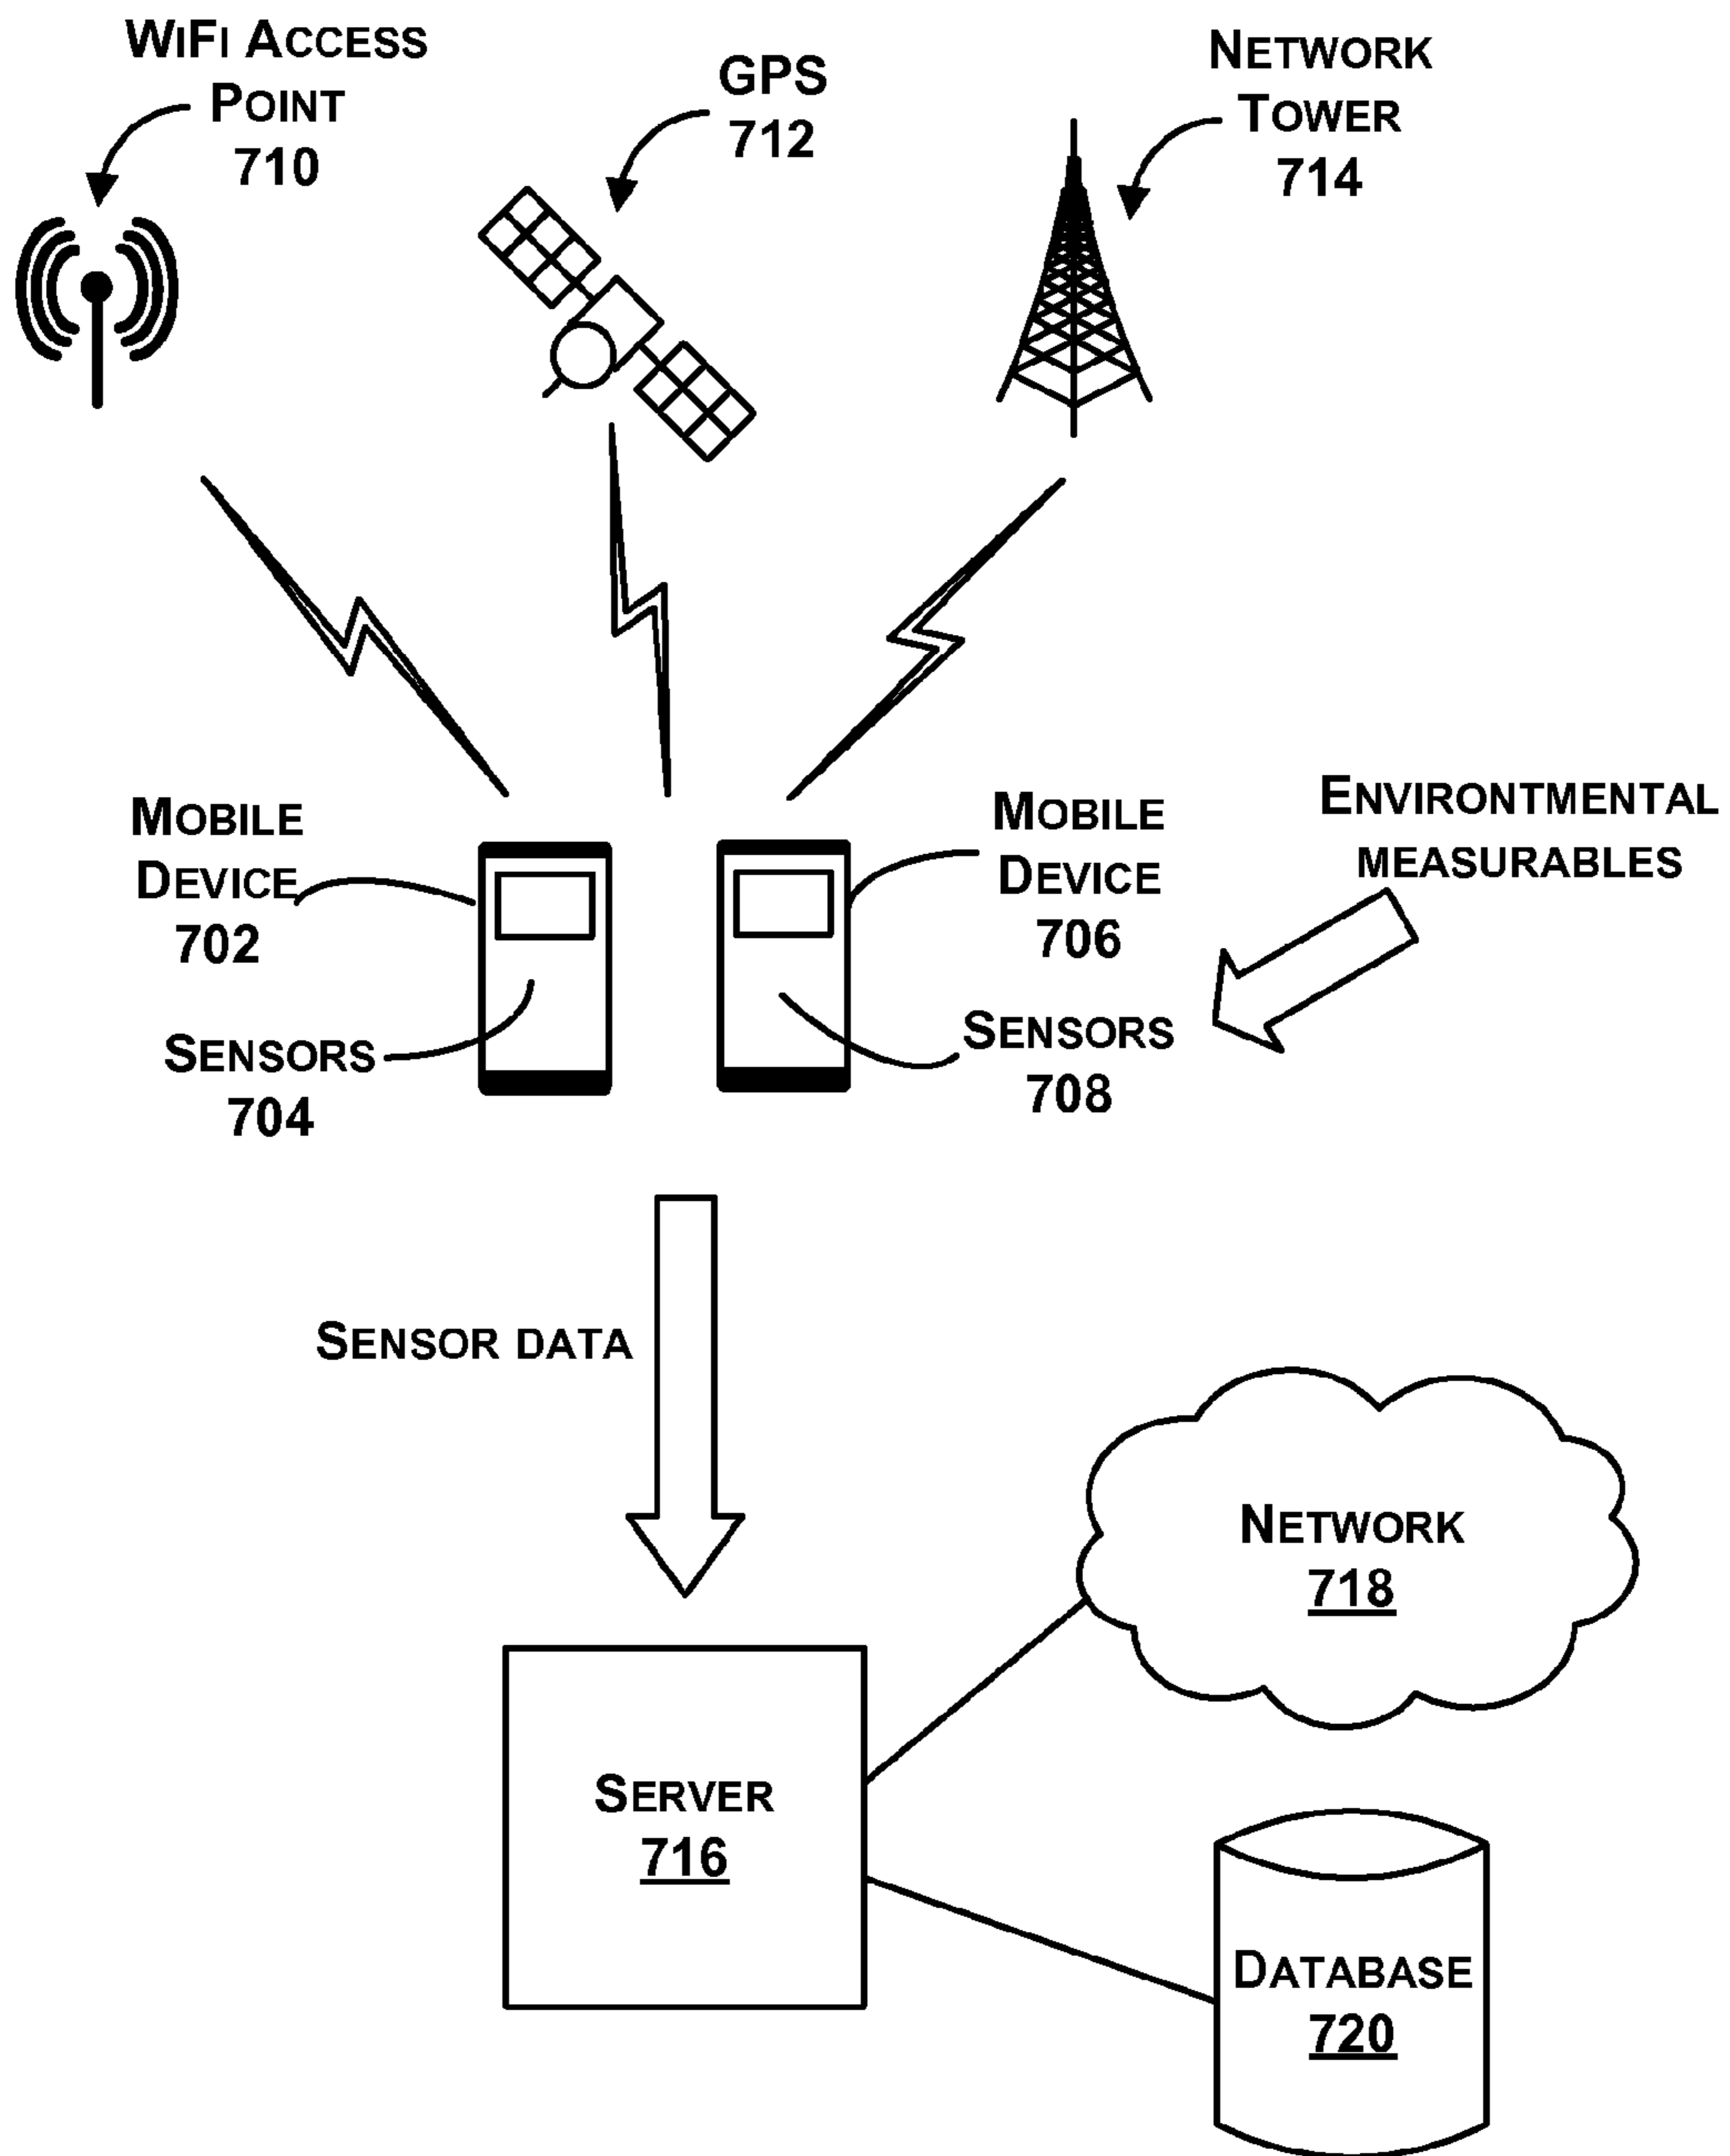 WIFI ACCESS
POINT
710
GPS
712
NETWORK
TOWER
714
MOBILE
DEVICE
702
SENSORS
704
MOBILE
DEVICE
706
SENSORS
708
ENVIRONTMENTAL
MEASURABLES
SENSOR DATA
NETWORK
718
SERVER
716
DATABASE
720